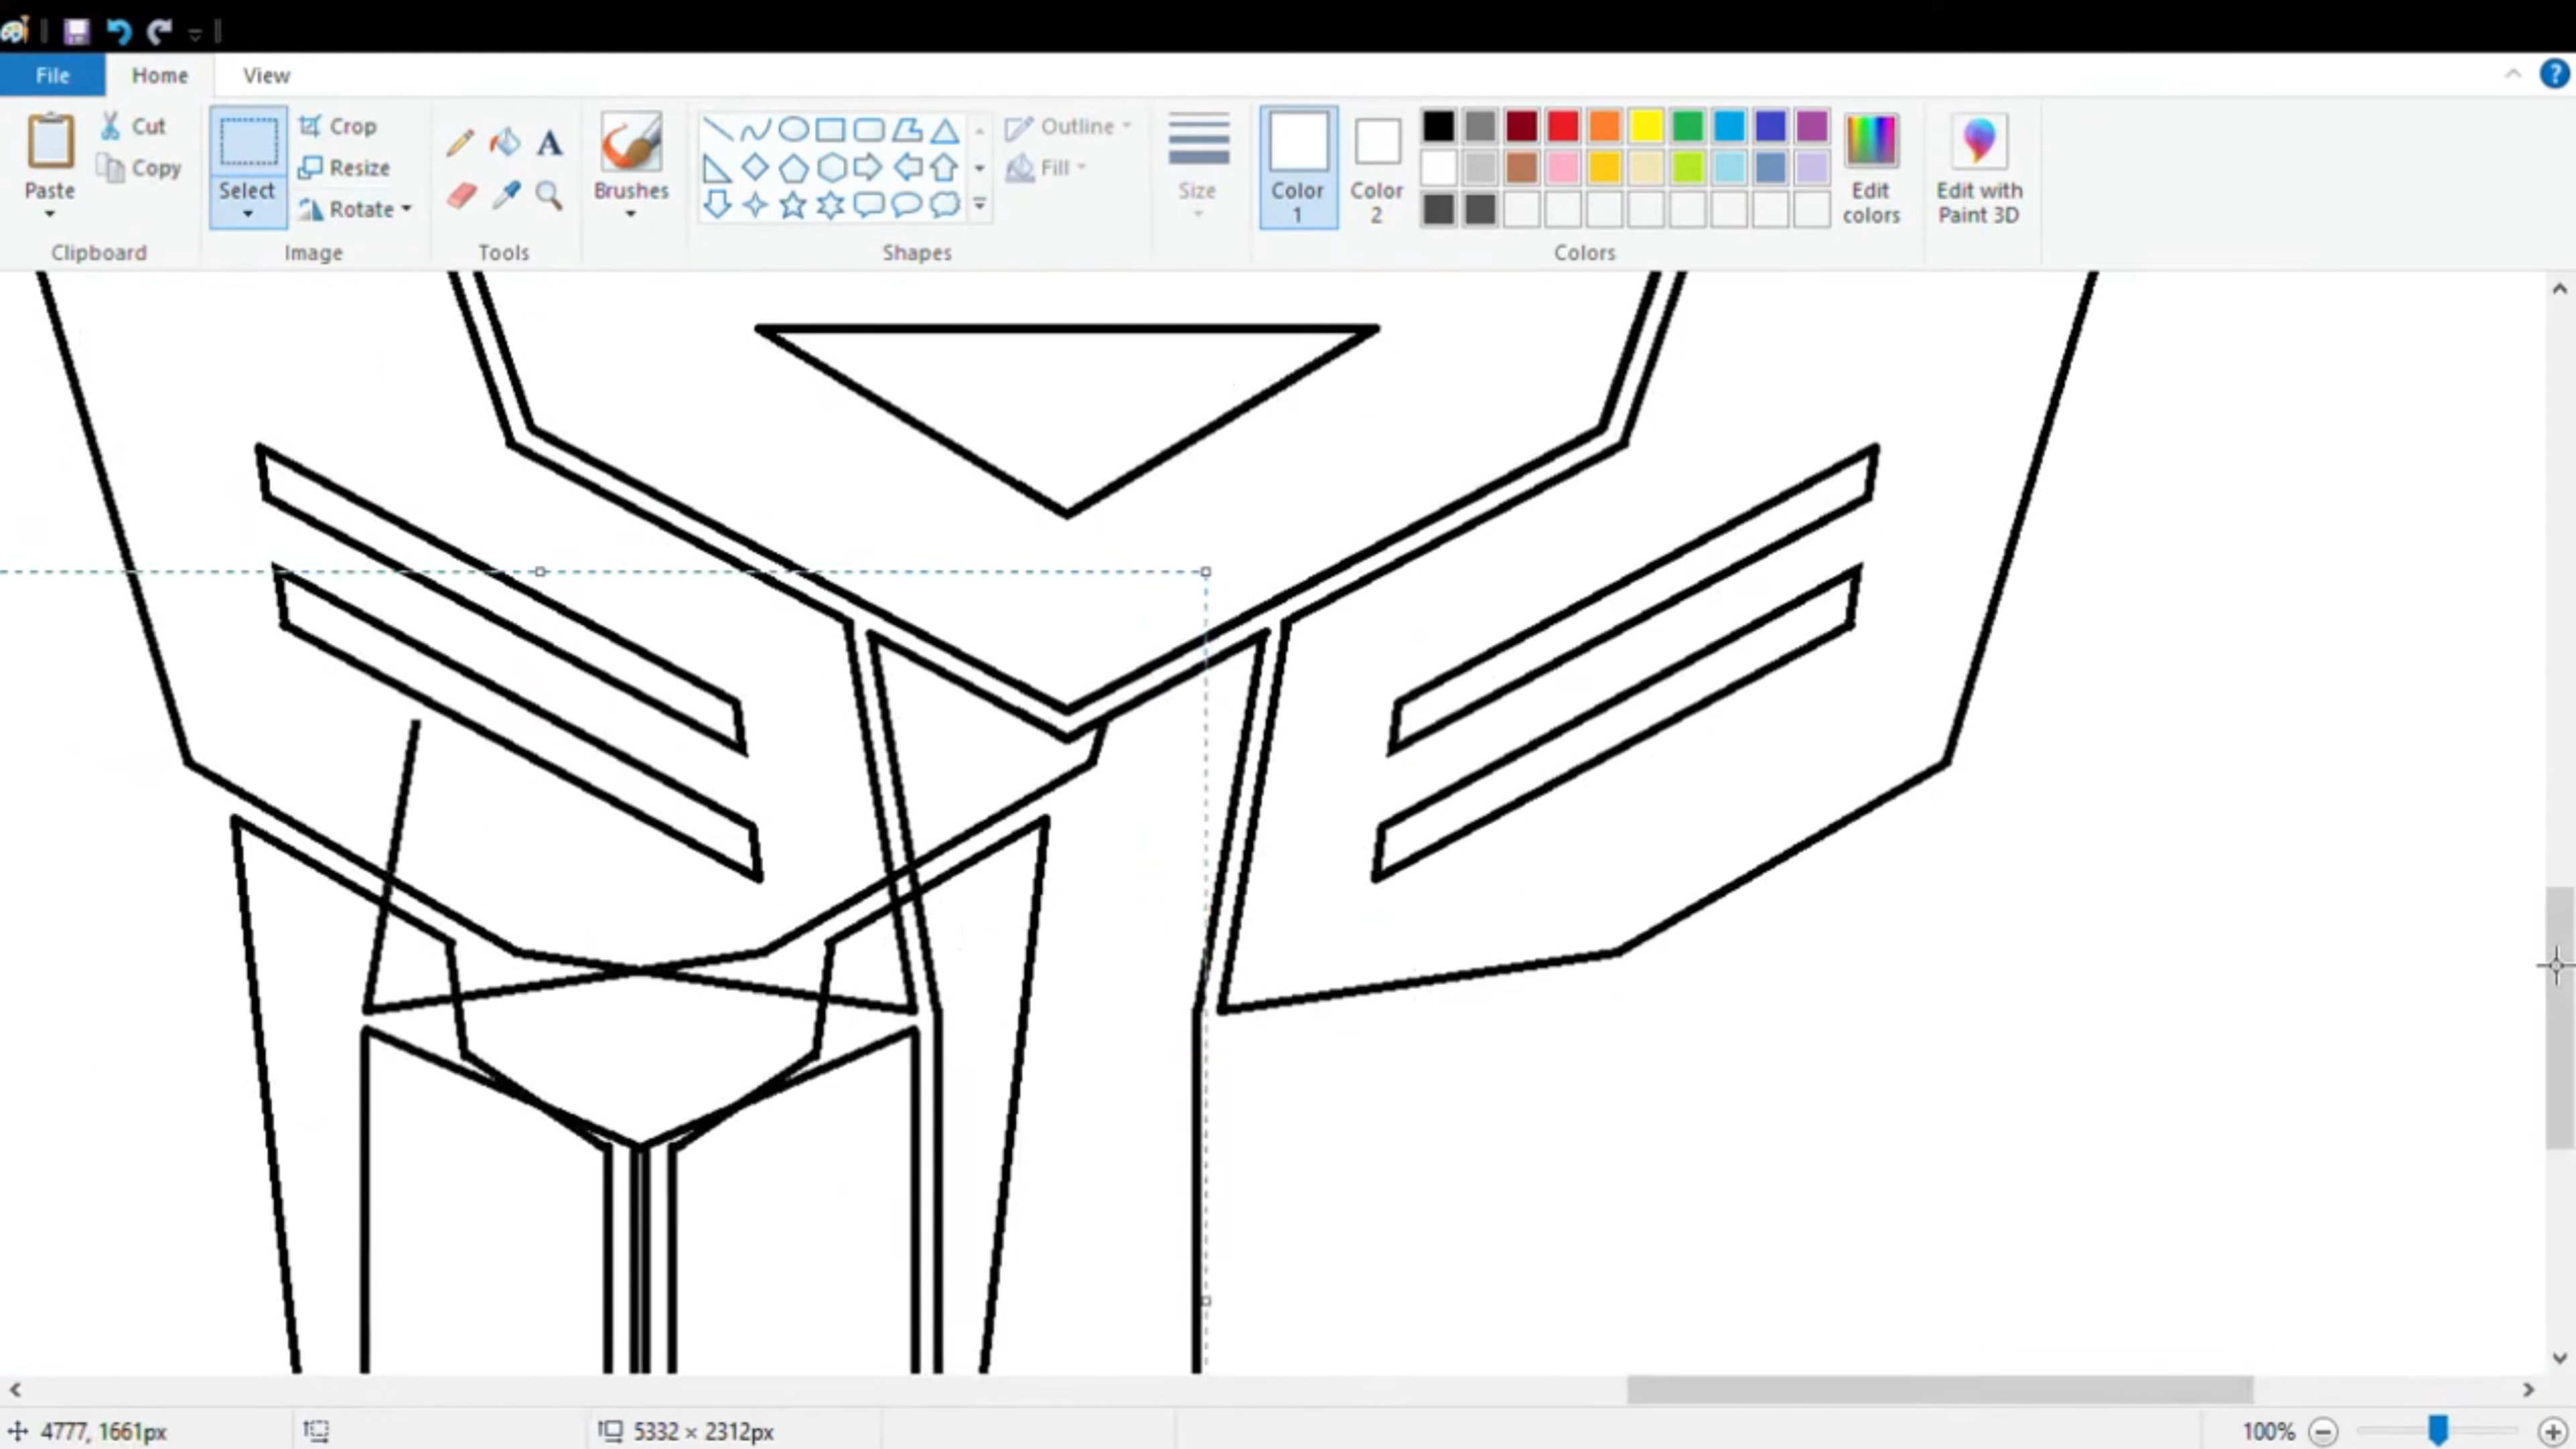 File Home View
Paste Cut Copy
Select Crop Resize Rotate
A
Brushes
Outline Fill
Size
Color 1 Color 2
Edit colors
Edit with Paint 3D
Clipboard Image Tools Shapes Colors
4777, 1661px 5332 × 2312px 100%